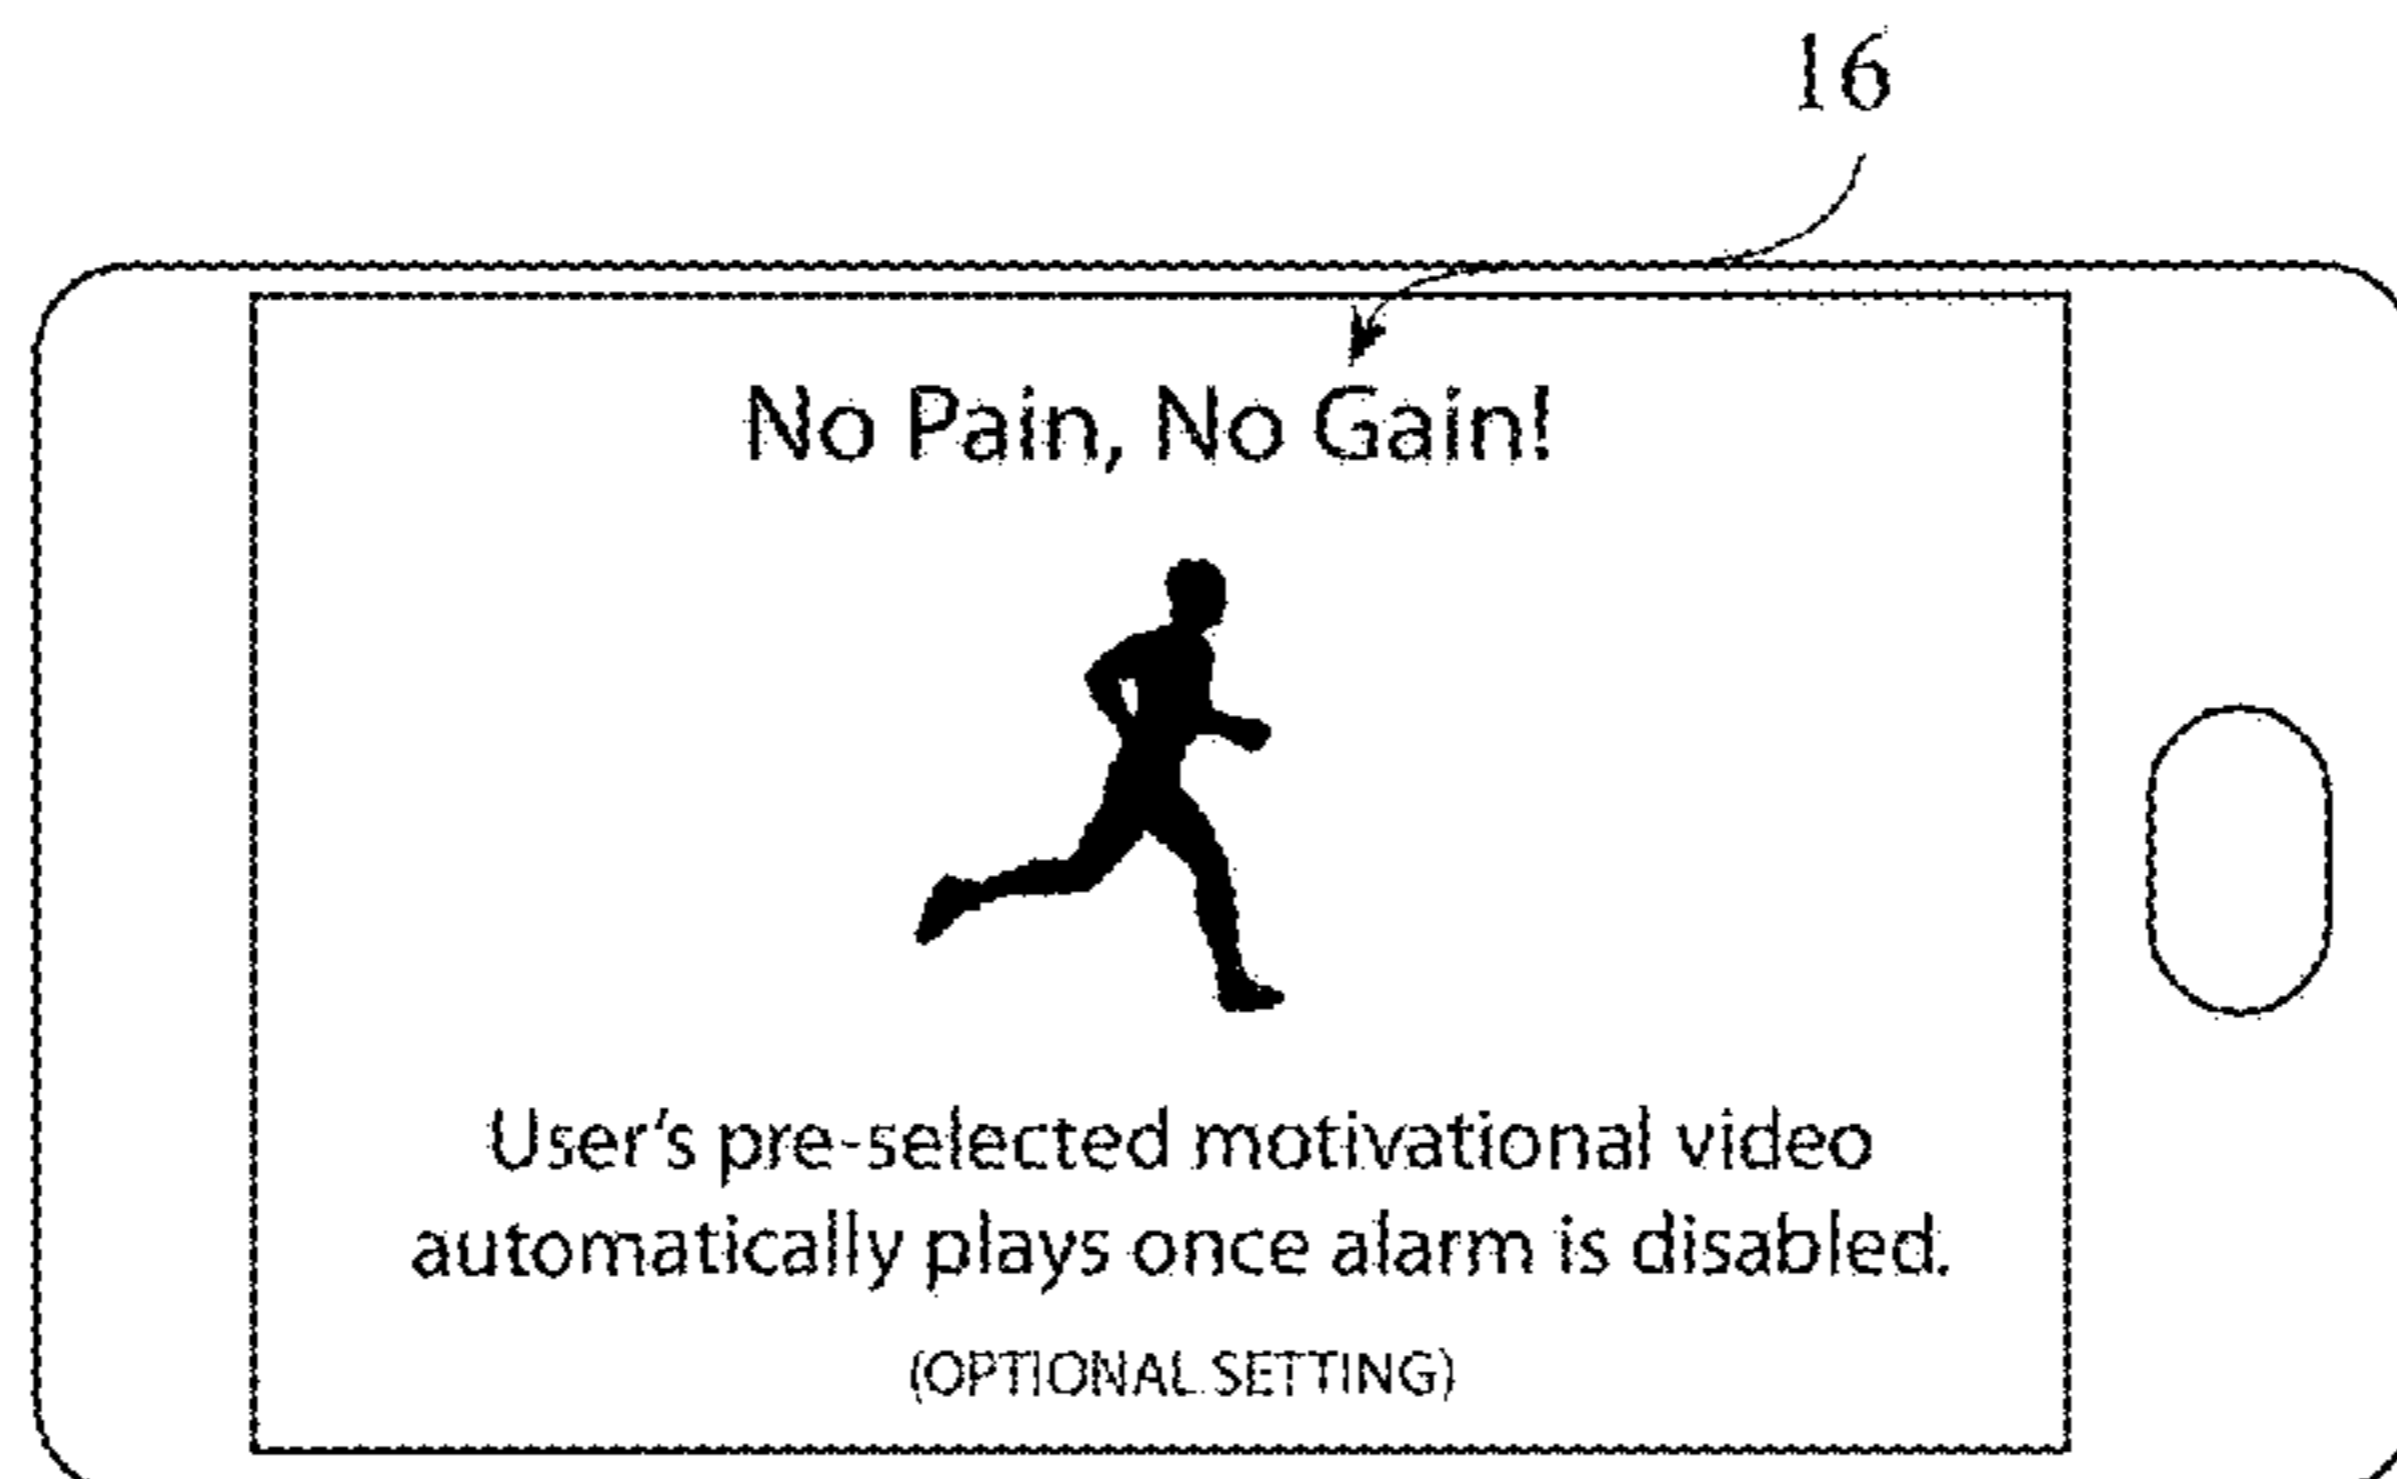 16
No Pain, No Gain!
User's pre-selected motivational video
automatically plays once alarm is disabled.
(OPTIONAL SETTING)